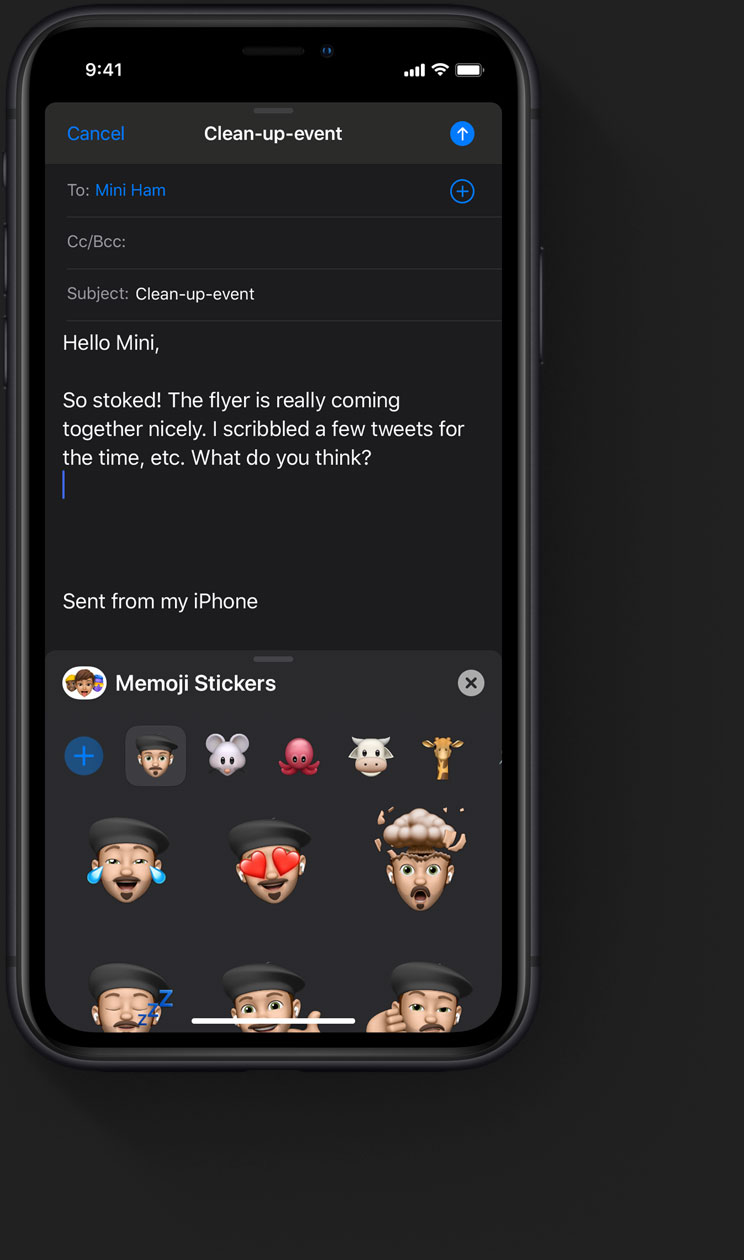 9:41
Cancel Clean-up-event
To: Mini Ham
Cc/Bcc:
Subject: Clean-up-event
Hello Mini,
So stoked! The flyer is really coming
together nicely. I scribbled a few tweets for
the time, etc. What do you think?
Sent from my iPhone
Memoji Stickers
z z Z